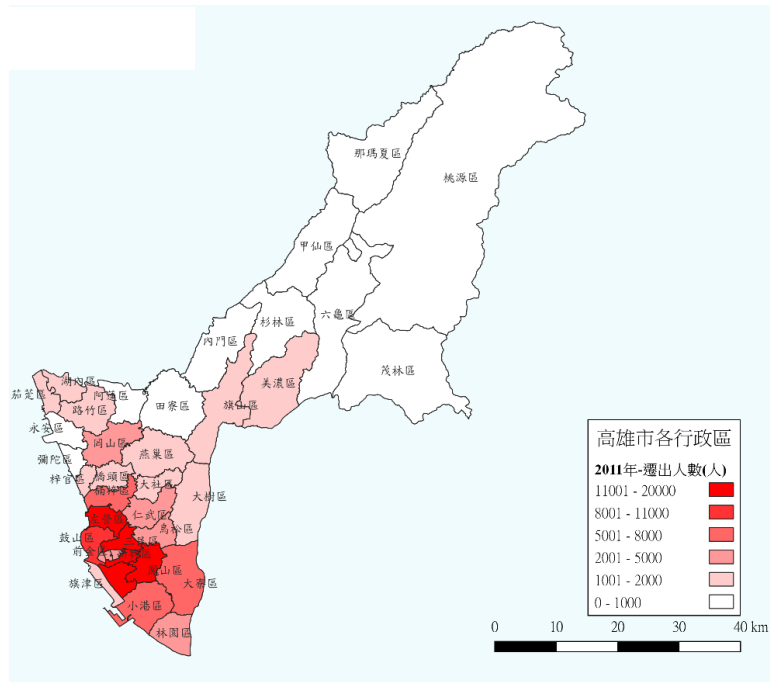 那瑪夏區
桃源區
甲仙區
六龜區
杉林區
內門區
茂林區
美濃區
湖內區
茄萣區
阿蓮區
路竹區
田寮區
旗山區
永安區
岡山區
燕巢區
彌陀區
橋頭區
梓官區
大社區
大樹區
楠梓區
仁武區
左營區
鳥松區
鼓山區
前金區
鳳山區
旗津區
大寮區
小港區
林園區
高雄市各行政區
2011年-遷出人數(人)
11001 - 20000
8001 - 11000
5001 - 8000
2001 - 5000
1001 - 2000
0 - 1000
0 10 20 30 40 km